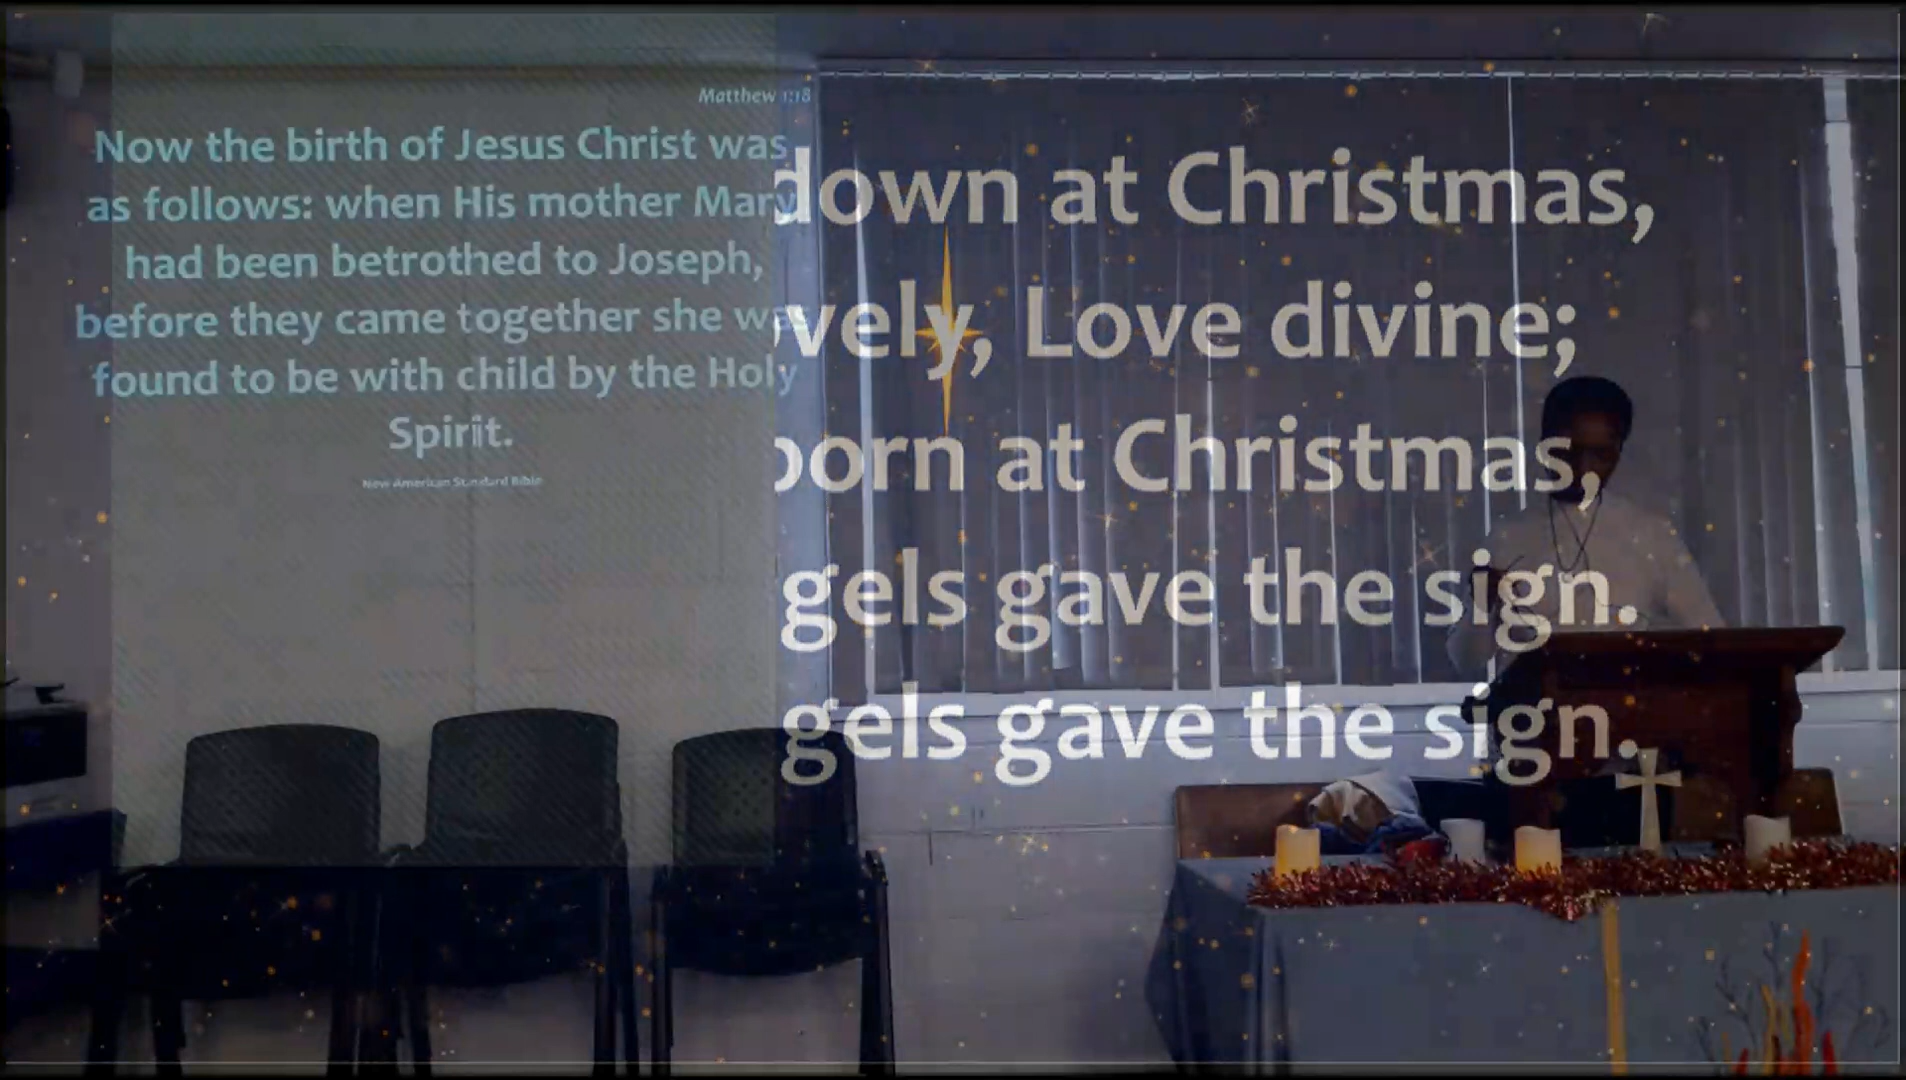 Matthew 1:18
Now the birth of Jesus Christ was
as follows: when His mother Mary
had been betrothed to Joseph,
before they came together she was
found to be with child by the Holy
Spirit.
New American Standard Bible
down at Christmas,
vely, Love divine;
born at Christmas,
gels gave the sign.
gels gave the sign.